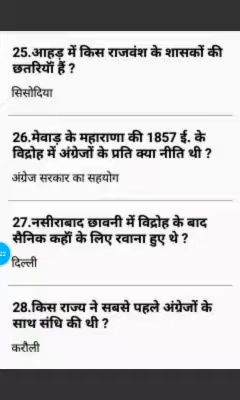 25.आहड़ में किस राजवंश के शासकों की
छतरियाँ हैं ?
सिसोदिया
26.मेवाड़ के महाराणा की 1857 ई. के
विद्रोह में अंग्रेजों के प्रति क्या नीति थी ?
अंग्रेज सरकार का सहयोग
27.नसीराबाद छावनी में विद्रोह के बाद
सैनिक कहाँ के लिए रवाना हुए थे ?
दिल्ली
28.किस राज्य ने सबसे पहले अंग्रेजों के
साथ संधि की थी ?
करौली